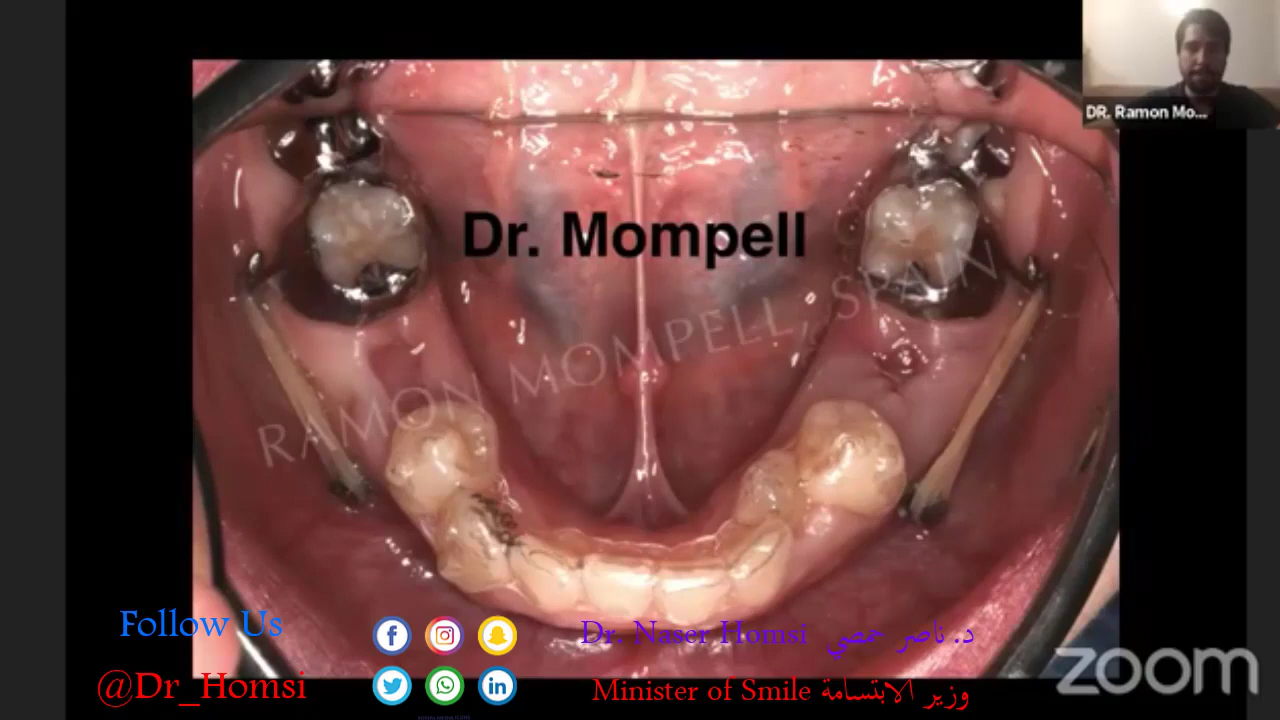 DR. Ramon Mo...
Dr. Mompell
RAMON MOMPELL, SPAIN
Follow Us
@Dr_Homsi
Dr. Naser Homsi د. ناصر حمصي
Minister of Smile وزير الابتسامة
zoom